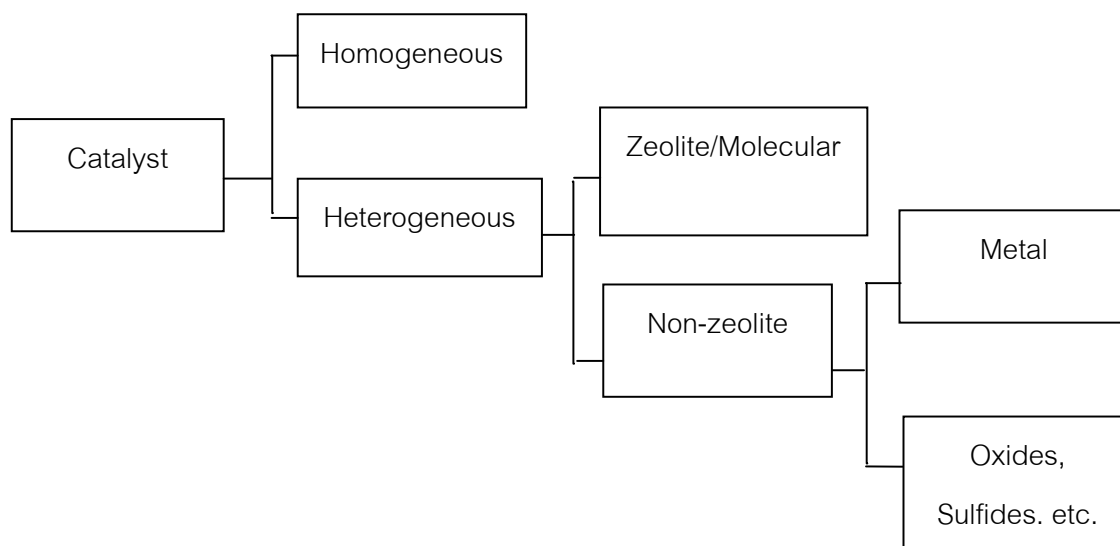 Homogeneous
Catalyst
Zeolite/Molecular
Heterogeneous
Metal
Non-zeolite
Oxides,
Sulfides. etc.